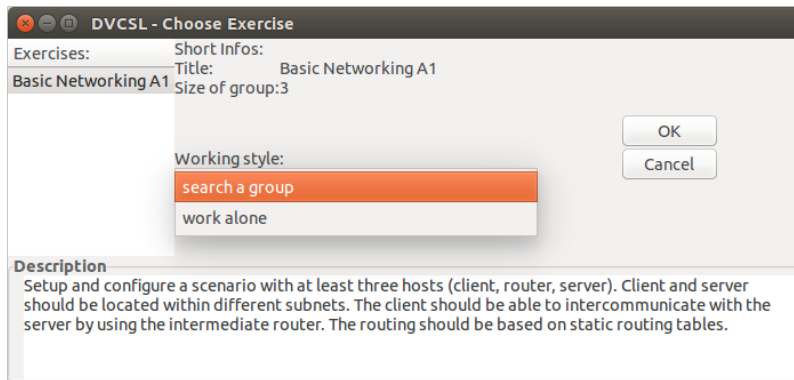 DVCSL - Choose Exercise
Exercises:
Basic Networking A1
Short Infos:
Title: Basic Networking A1
Size of group:3
Working style:
search a group
work alone
OK
Cancel
Description
Setup and configure a scenario with at least three hosts (client, router, server). Client and server
should be located within different subnets. The client should be able to intercommunicate with the
server by using the intermediate router. The routing should be based on static routing tables.